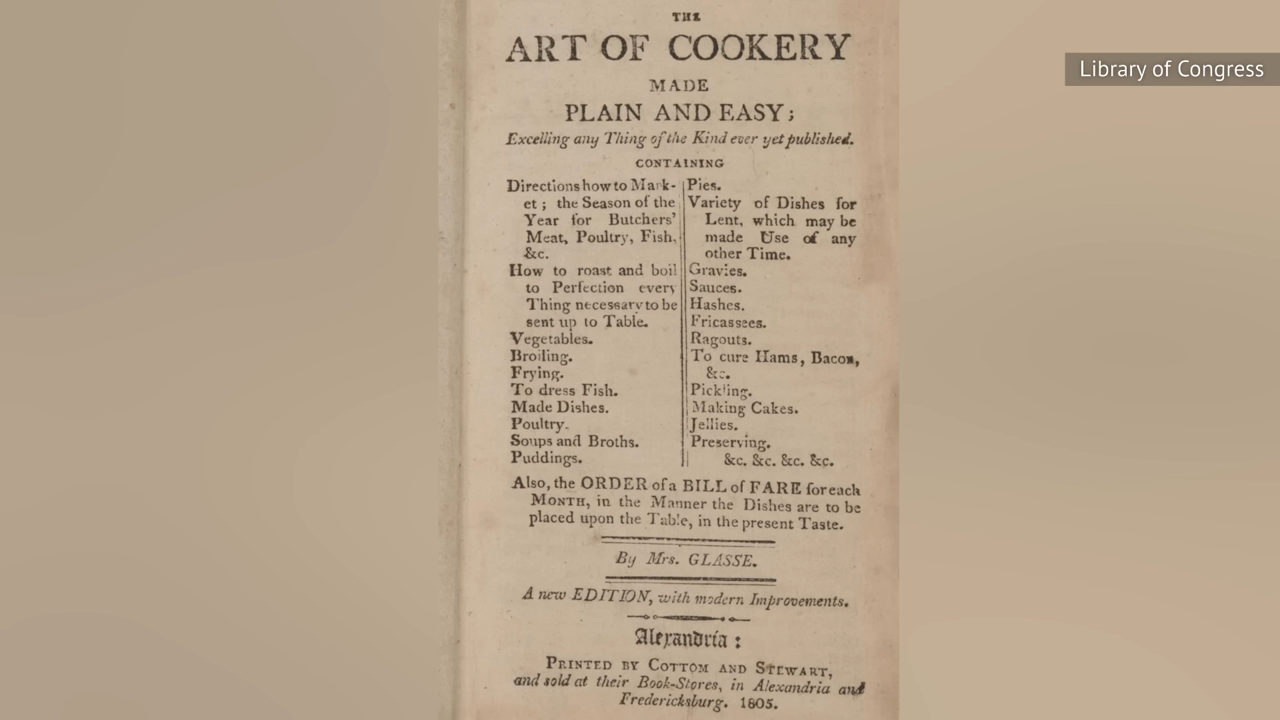 THE
ART OF COOKERY
MADE
PLAIN AND EASY;
Excelling any Thing of the Kind ever yet published.
CONTAINING
Directions how to Mark-
et; the Season of the
Year for Butchers'
Meat, Poultry, Fish,
&c.
How to roast and boil
to Perfection every
Thing necessary to be
sent up to Table.
Vegetables.
Broiling.
Frying.
To dress Fish.
Made Dishes.
Poultry.
Soups and Broths.
Puddings.
Pies.
Variety of Dishes for
Lent, which may be
made Use of any
other Time.
Gravies.
Sauces.
Hashes.
Fricassees.
Ragouts.
To cure Hams, Bacon,
&c.
Pickling.
Making Cakes.
Jellies.
Preserving.
&c. &c. &c. &c.
Also, the ORDER of a BILL of FARE for each
MONTH, in the Manner the Dishes are to be
placed upon the Table, in the present Taste.
By Mrs. GLASSE.
A new EDITION, with modern Improvements.
Alexandria:
PRINTED BY COTTOM AND STEWART,
and sold at their Book-Stores, in Alexandria and
Fredericksburg. 1805.
Library of Congress